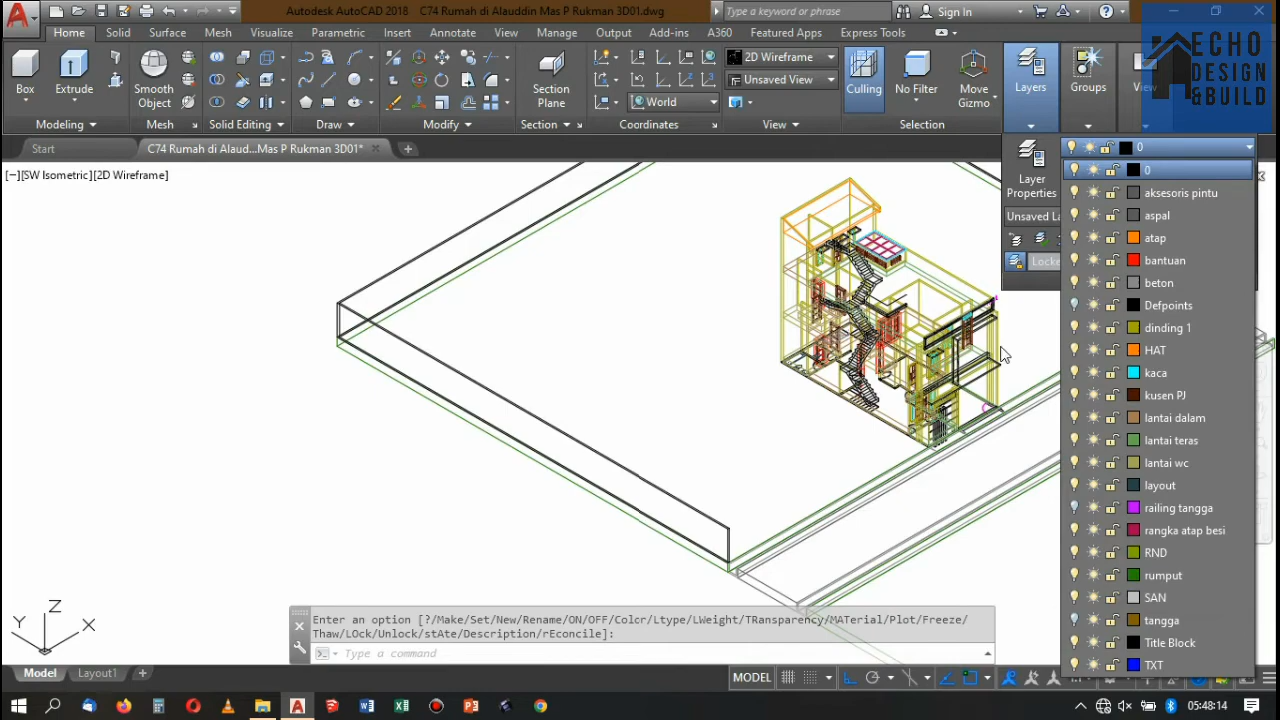 Autodesk AutoCAD 2018 C74 Rumah di Alauddin Mas P Rukman 3D01.dwg
Type a keyword or phrase
Sign In
Home Solid Surface Mesh Visualize Parametric Insert Annotate View Manage Output Add-ins A360 Featured Apps Express Tools
ECHO
DESIGN
&BUILD
2D Wireframe
Unsaved View
World
Box
Extrude
Smooth
Object
Section
Plane
Culling
No Filter
Move
Gizmo
Layers
Groups
View
Modeling
Mesh
Solid Editing
Draw
Modify
Section
Coordinates
View
Selection
Start
C74 Rumah di Alaud...Mas P Rukman 3D01*
[−][SW Isometric][2D Wireframe]
0
Layer
Properties
Unsaved La
Locke
0
aksesoris pintu
aspal
atap
bantuan
beton
Defpoints
dinding 1
HAT
kaca
kusen PJ
lantai dalam
lantai teras
lantai wc
layout
railing tangga
rangka atap besi
RND
rumput
SAN
tangga
Title Block
TXT
Z
Y
X
Enter an option [?/Make/Set/New/Rename/ON/OFF/Color/Ltype/LWeight/TRansparency/MATerial/Plot/Freeze/
Thaw/LOck/Unlock/stAte/Description/rEconcile]:
Type a command
Model
Layout1
MODEL
05:48:14